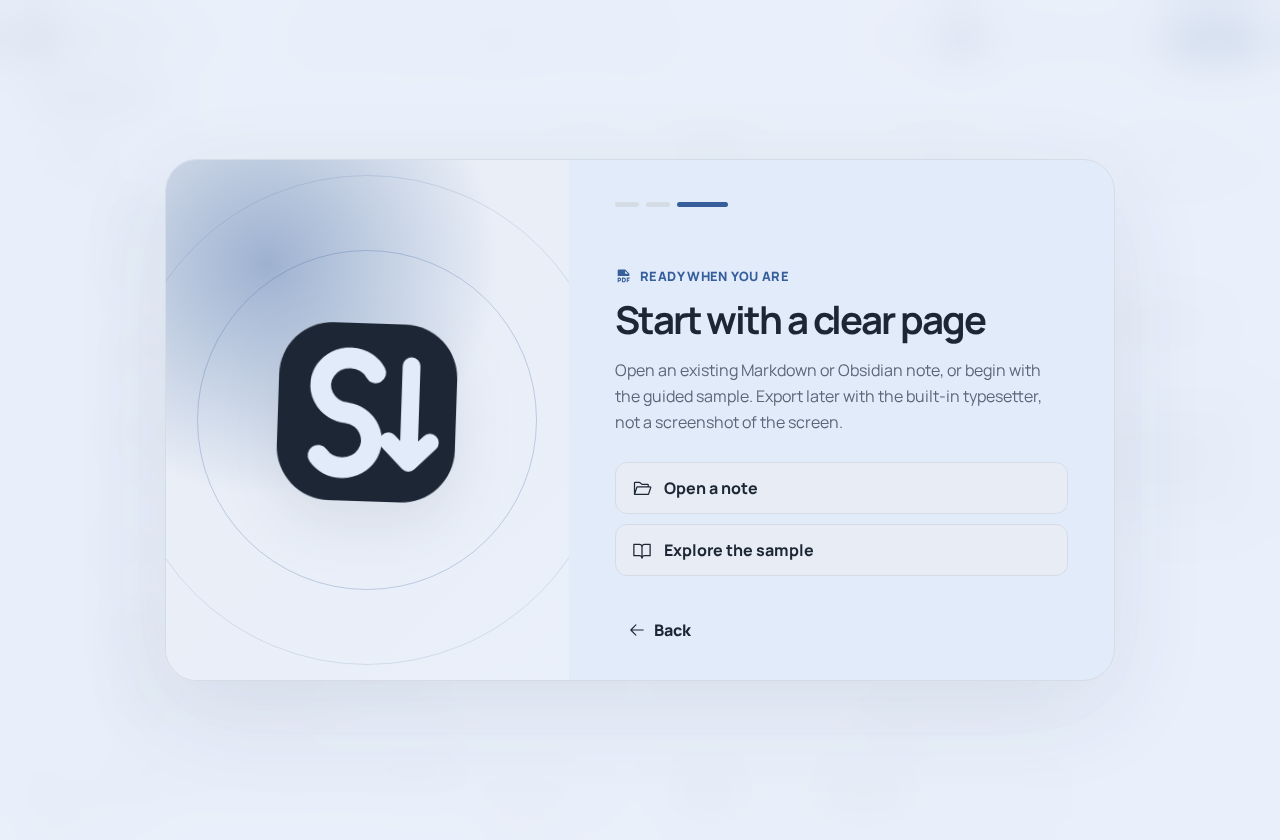 S
PDF
READY WHEN YOU ARE
Start with a clear page
Open an existing Markdown or Obsidian note, or begin with
the guided sample. Export later with the built-in typesetter,
not a screenshot of the screen.
Open a note
Explore the sample
Back